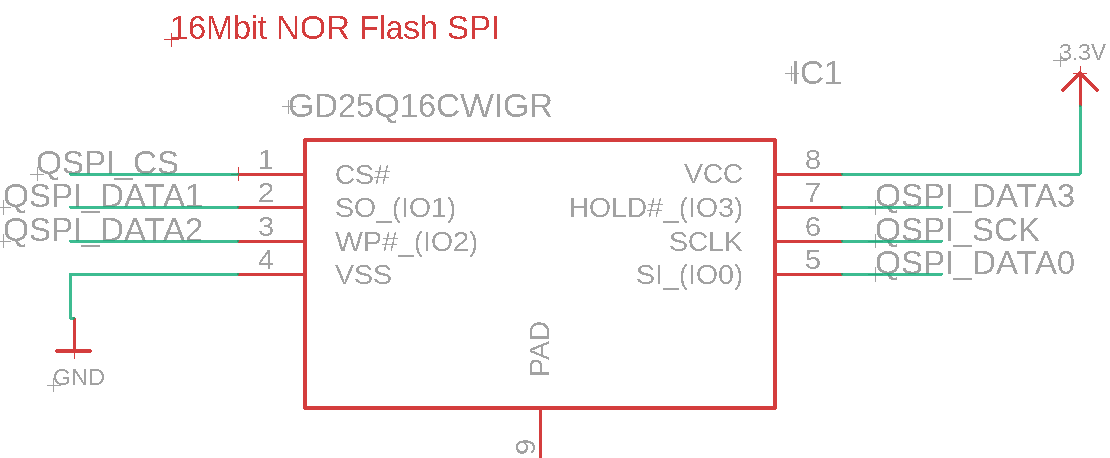 16Mbit NOR Flash SPI
3.3V
IC1
GD25Q16CWIGR
QSPI_CS 1 CS# VCC 8
QSPI_DATA1 2 SO_(IO1) HOLD#_(IO3) 7 QSPI_DATA3
QSPI_DATA2 3 WP#_(IO2) SCLK 6 QSPI_SCK
4 VSS SI_(IO0) 5 QSPI_DATA0
PAD
GND
9